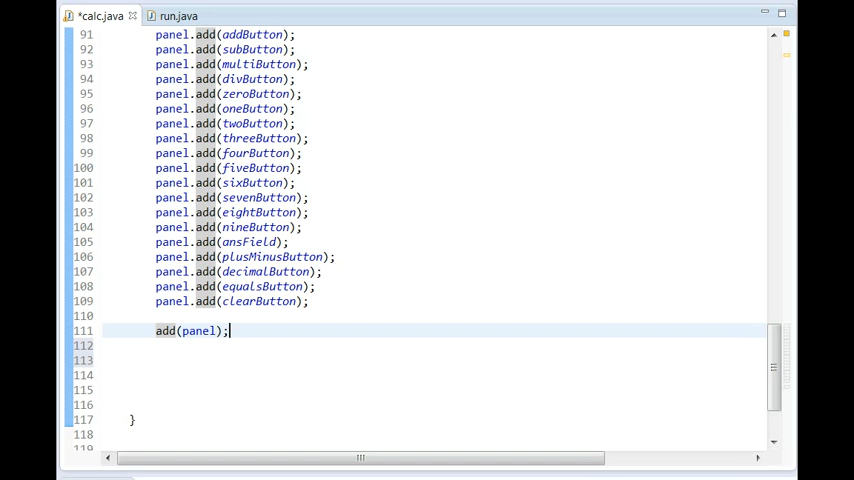 *calc.java run.java
91 panel.add(addButton);
92 panel.add(subButton);
93 panel.add(multiButton);
94 panel.add(divButton);
95 panel.add(zeroButton);
96 panel.add(oneButton);
97 panel.add(twoButton);
98 panel.add(threeButton);
99 panel.add(fourButton);
100 panel.add(fiveButton);
101 panel.add(sixButton);
102 panel.add(sevenButton);
103 panel.add(eightButton);
104 panel.add(nineButton);
105 panel.add(ansField);
106 panel.add(plusMinusButton);
107 panel.add(decimalButton);
108 panel.add(equalsButton);
109 panel.add(clearButton);
110
111 add(panel);
112
113
114
115
116
117 }
118
119